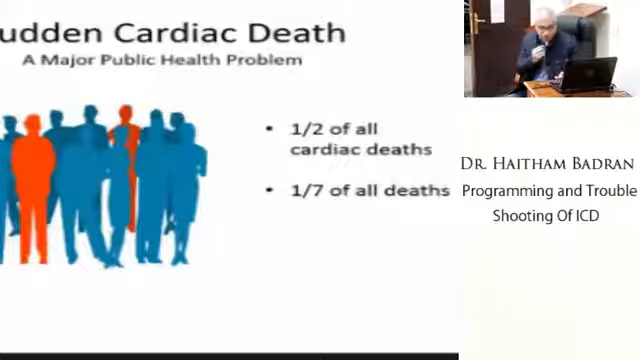 udden Cardiac Death
A Major Public Health Problem
• 1/2 of all
cardiac deaths
• 1/7 of all deaths
Dr. Haitham Badran
Programming and Trouble
Shooting Of ICD